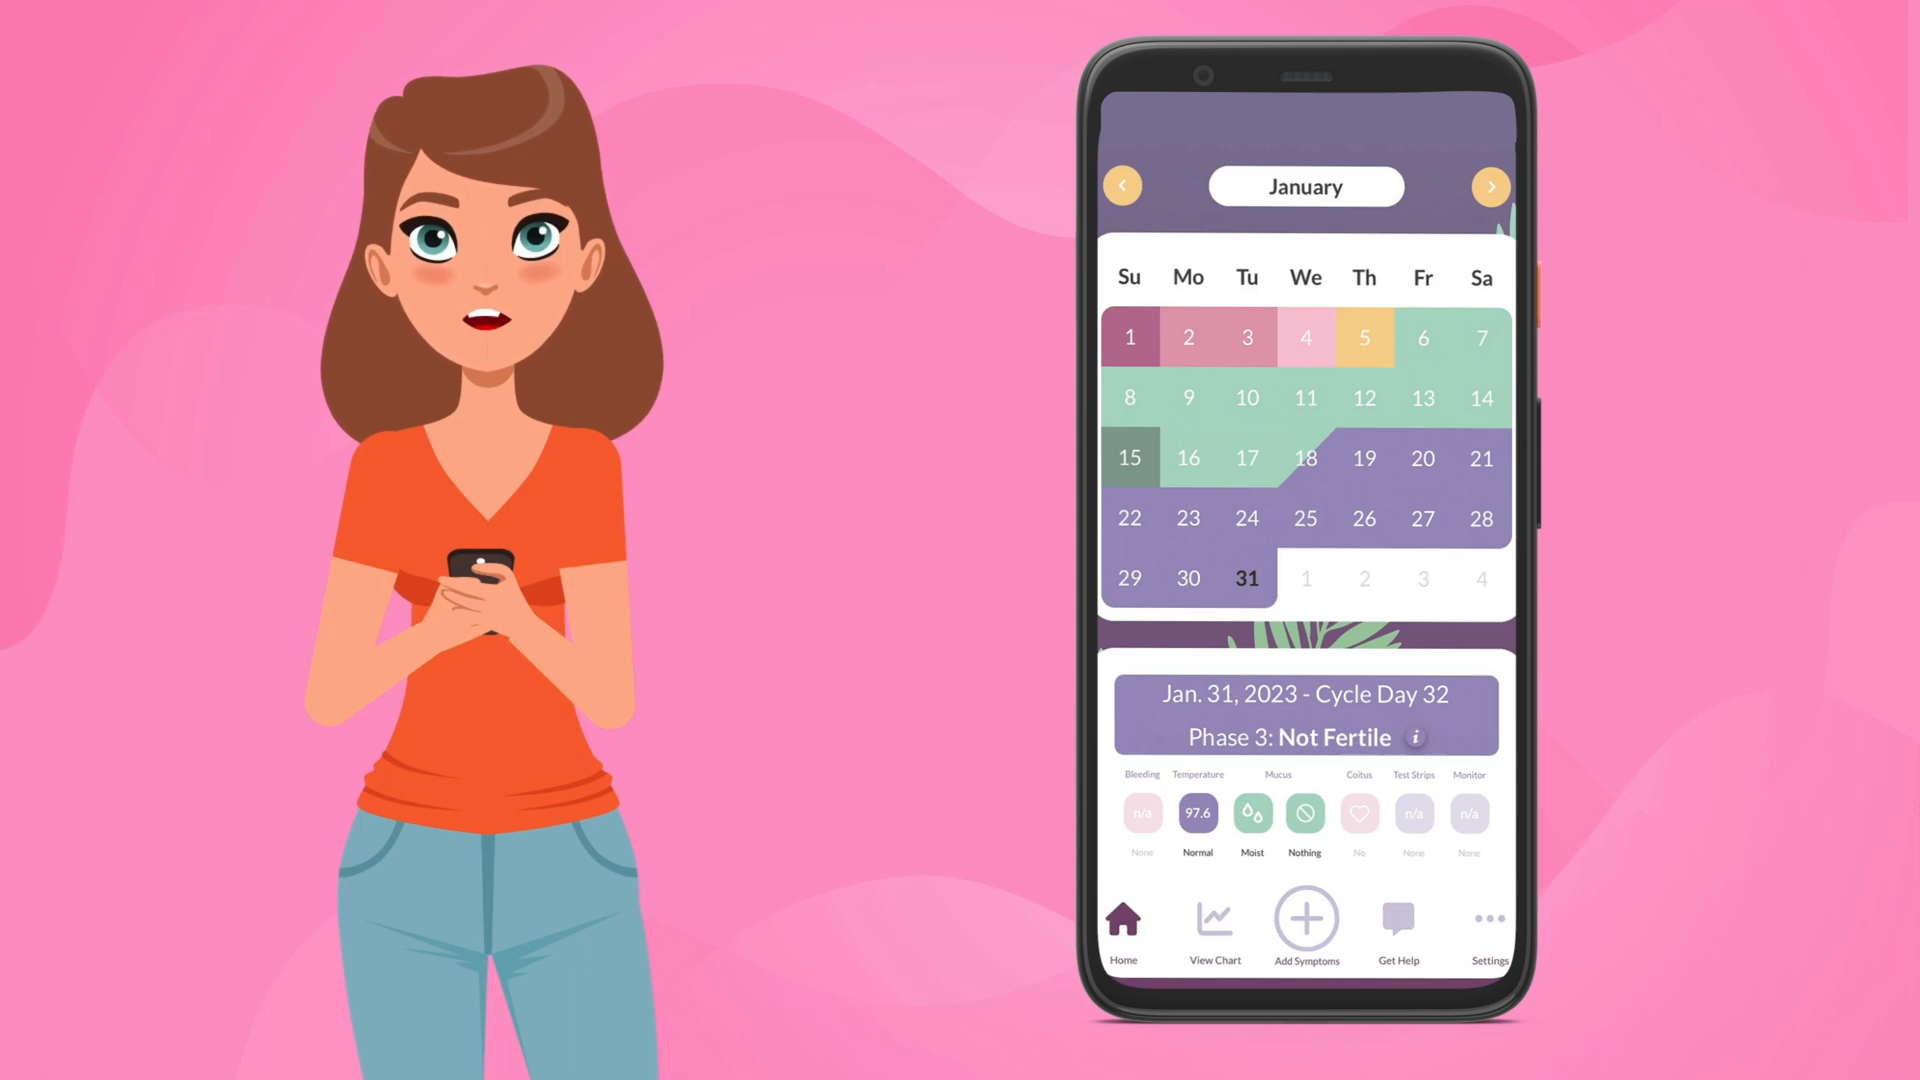 January
Su Mo Tu We Th Fr Sa
1 2 3 4 5 6 7
8 9 10 11 12 13 14
15 16 17 18 19 20 21
22 23 24 25 26 27 28
29 30 31 1 2 3 4
Jan. 31, 2023 - Cycle Day 32
Phase 3: Not Fertile i
Bleeding Temperature Mucus Coitus Test Strips Monitor
n/a 97.6 n/a n/a
None Normal Moist Nothing No None None
Home View Chart Add Symptoms Get Help Settings